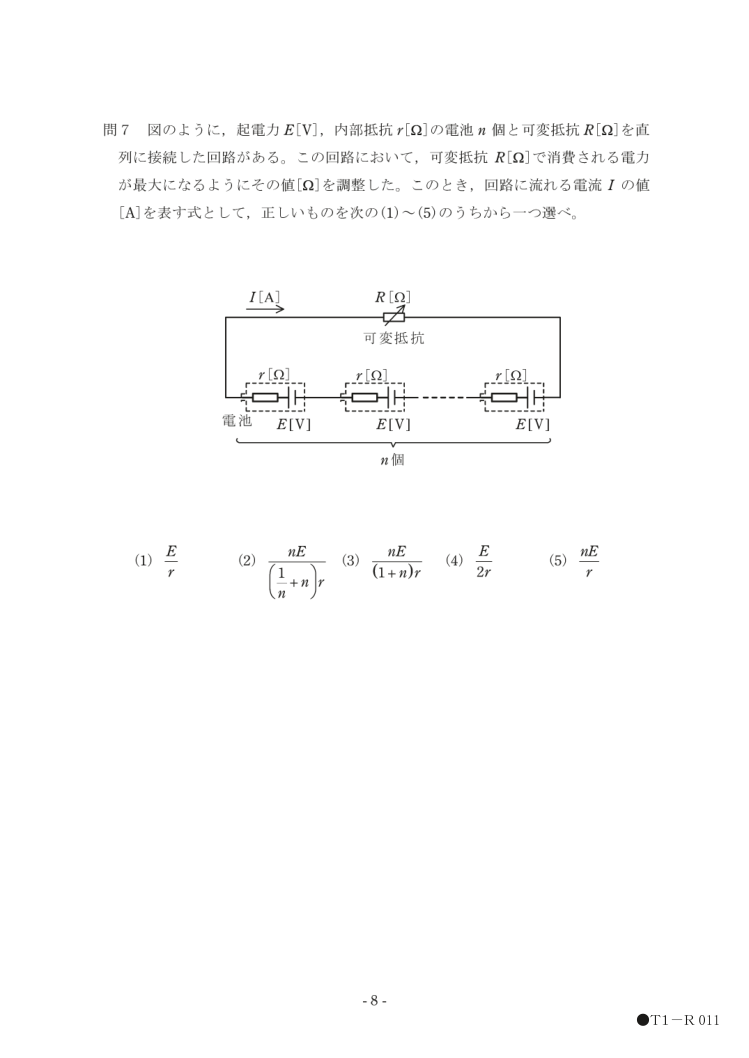 問７　図のように，起電力 E[V]，内部抵抗 r[Ω]の電池 n 個と可変抵抗 R[Ω]を直
列に接続した回路がある。この回路において，可変抵抗 R[Ω]で消費される電力
が最大になるようにその値[Ω]を調整した。このとき，回路に流れる電流 I の値
[A]を表す式として，正しいものを次の(1)～(5)のうちから一つ選べ。
I[A]
R[Ω]
可変抵抗
r[Ω] r[Ω] r[Ω]
電池 E[V] E[V] E[V]
n 個
(1) E/r (2) nE/((1/n+n)r) (3) nE/((1+n)r) (4) E/2r (5) nE/r
- 8 -
●T1－R 011